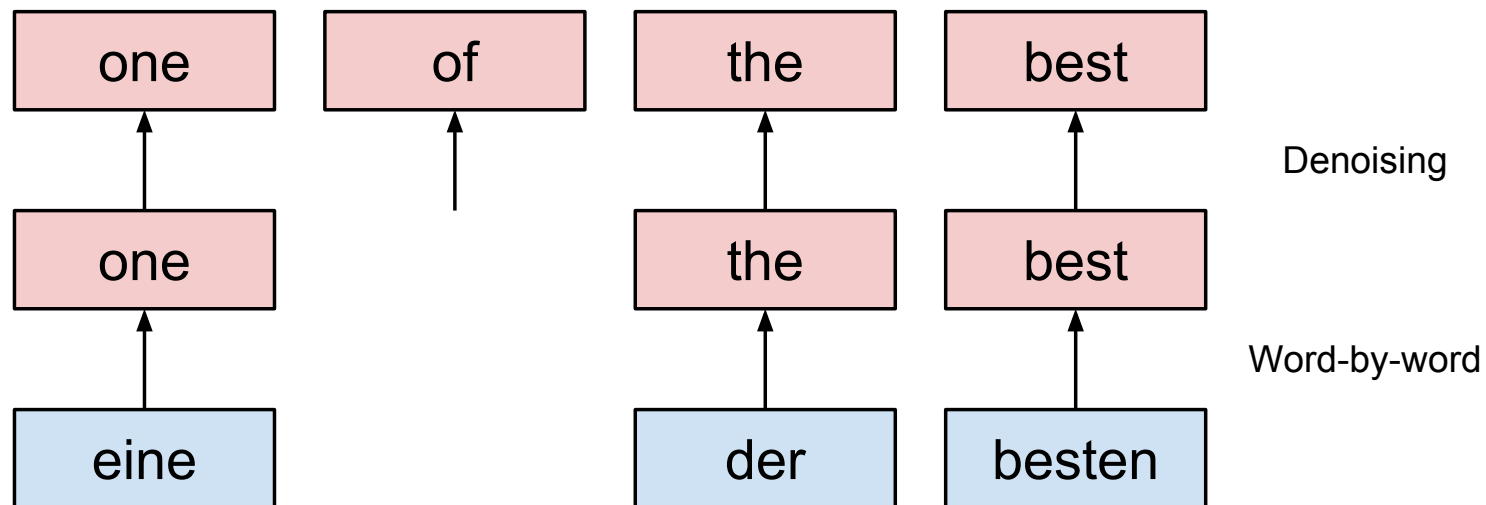 one of the best
Denoising
one the best
Word-by-word
eine der besten